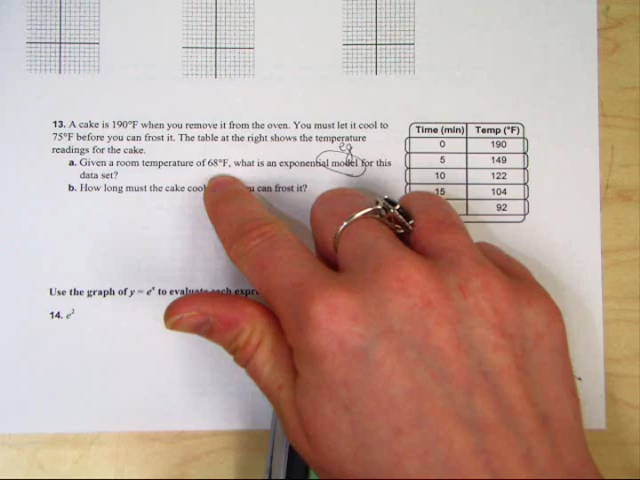 13. A cake is 190°F when you remove it from the oven. You must let it cool to
75°F before you can frost it. The table at the right shows the temperature
readings for the cake.
eq
a. Given a room temperature of 68°F, what is an exponential model for this
data set?
b. How long must the cake cool can frost it?
Time (min) Temp (°F)
0 190
5 149
10 122
15 104
92
Use the graph of y = eˣ to evaluate each
14. e²